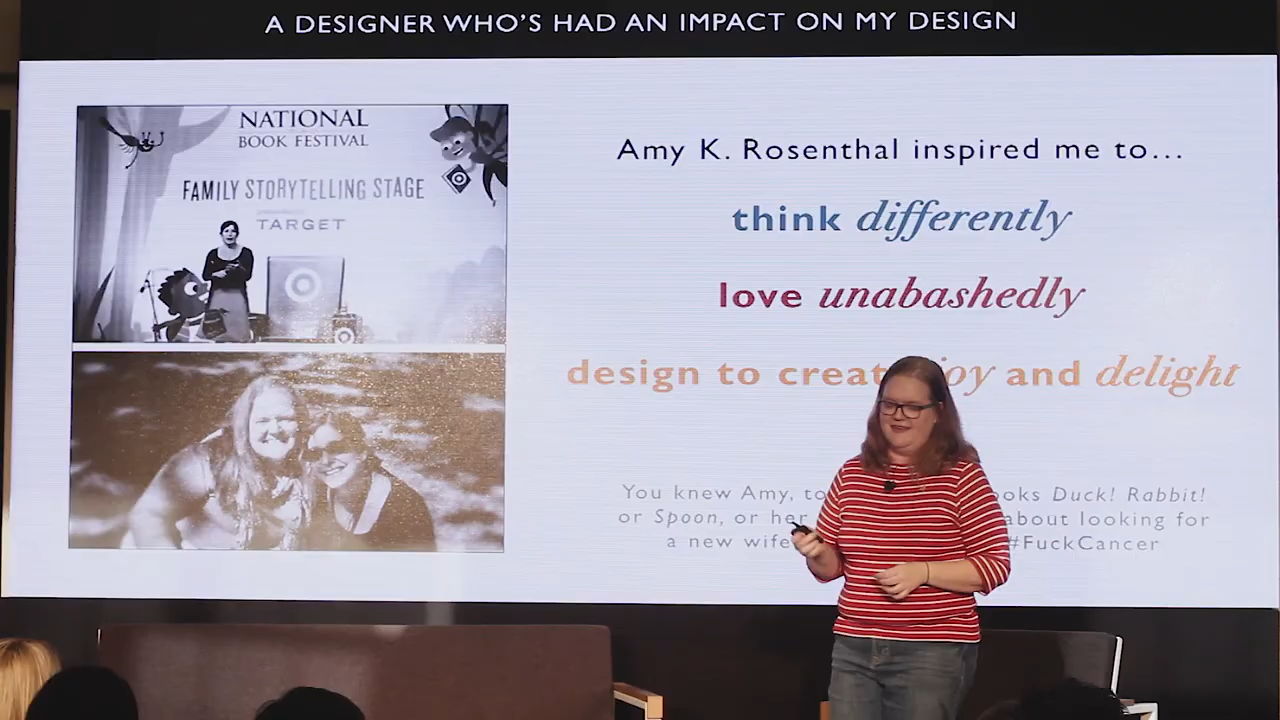 A DESIGNER WHO'S HAD AN IMPACT ON MY DESIGN
NATIONAL
BOOK FESTIVAL
FAMILY STORYTELLING STAGE
TARGET
Amy K. Rosenthal inspired me to...
think differently
love unabashedly
design to creat joy and delight
You knew Amy, to oks Duck! Rabbit!
or Spoon, or her about looking for
a new wife #FuckCancer